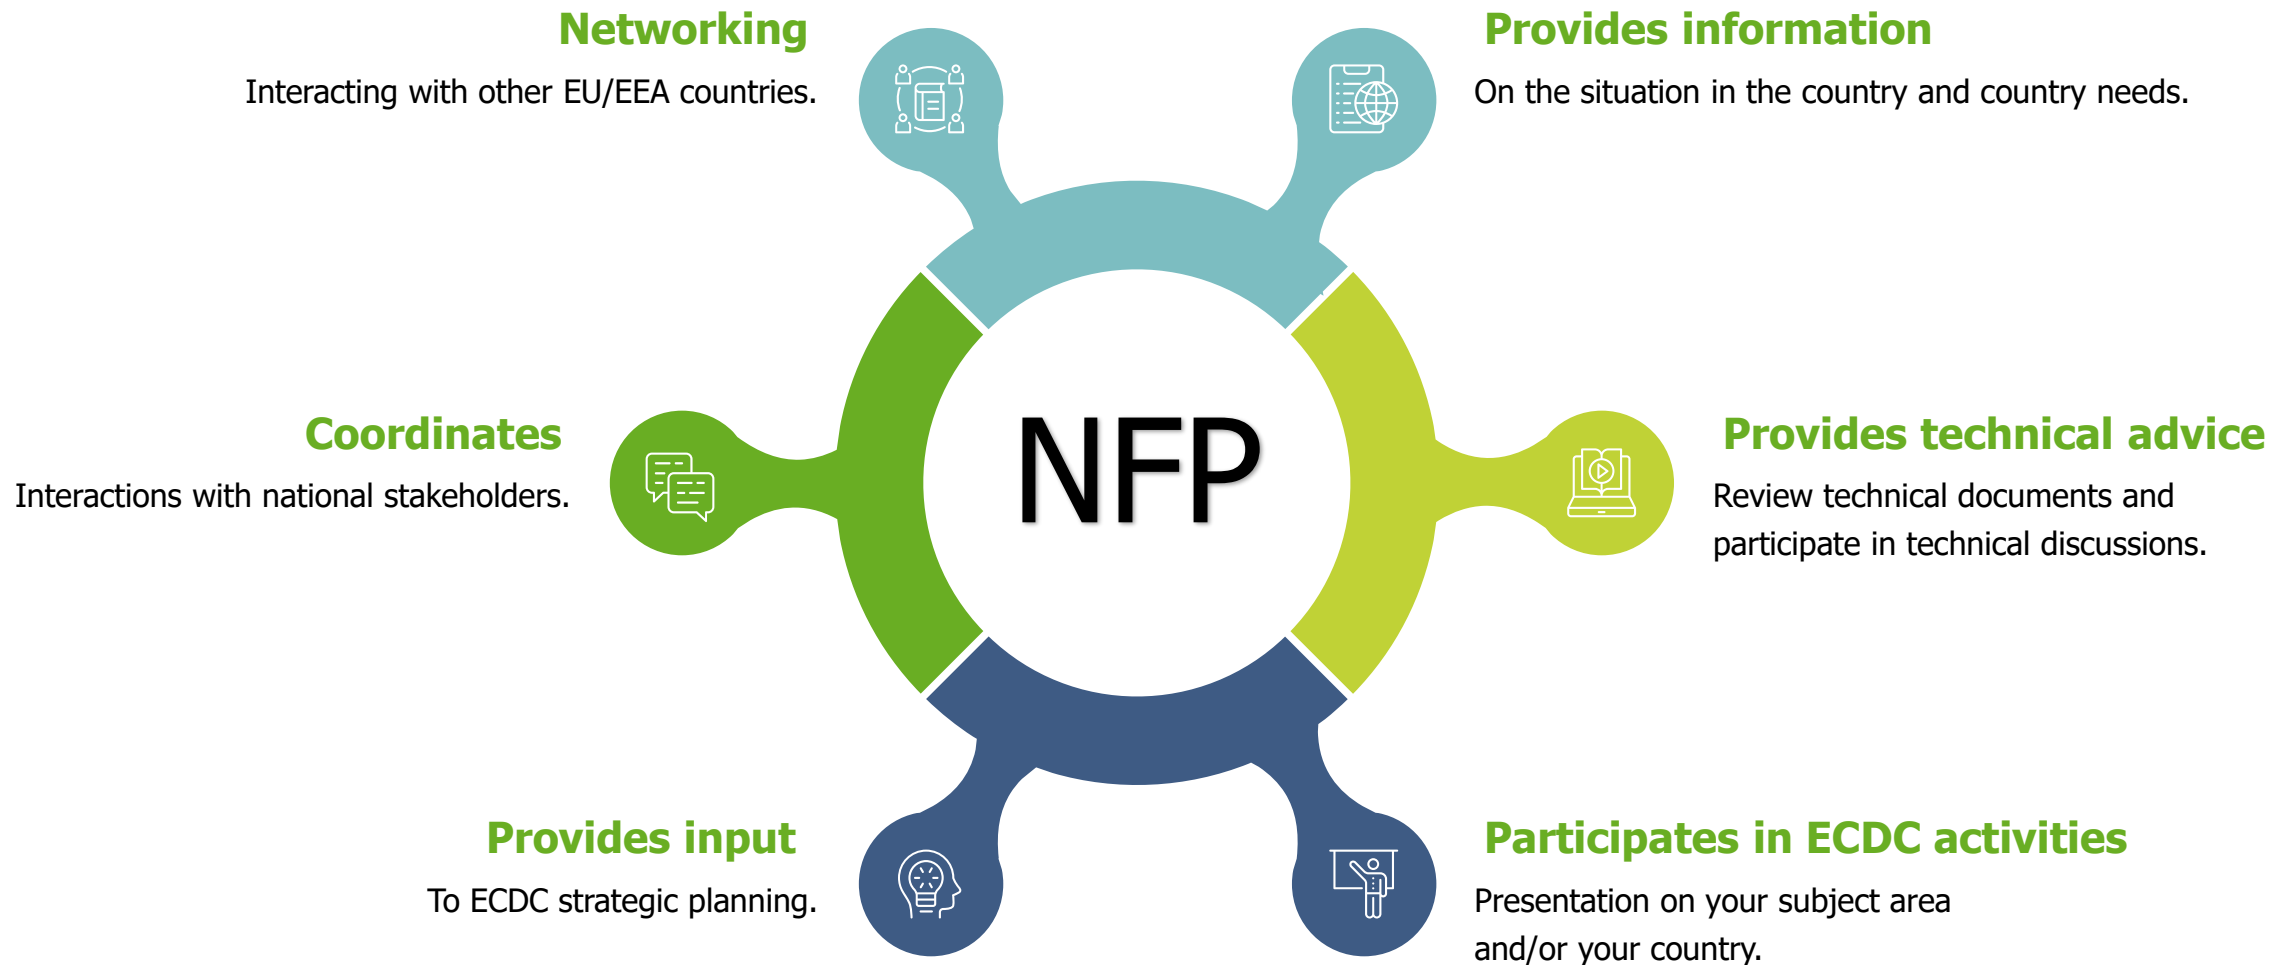 Networking
Interacting with other EU/EEA countries.
Provides information
On the situation in the country and country needs.
Coordinates
Interactions with national stakeholders.
NFP
Provides technical advice
Review technical documents and
participate in technical discussions.
Provides input
To ECDC strategic planning.
Participates in ECDC activities
Presentation on your subject area
and/or your country.